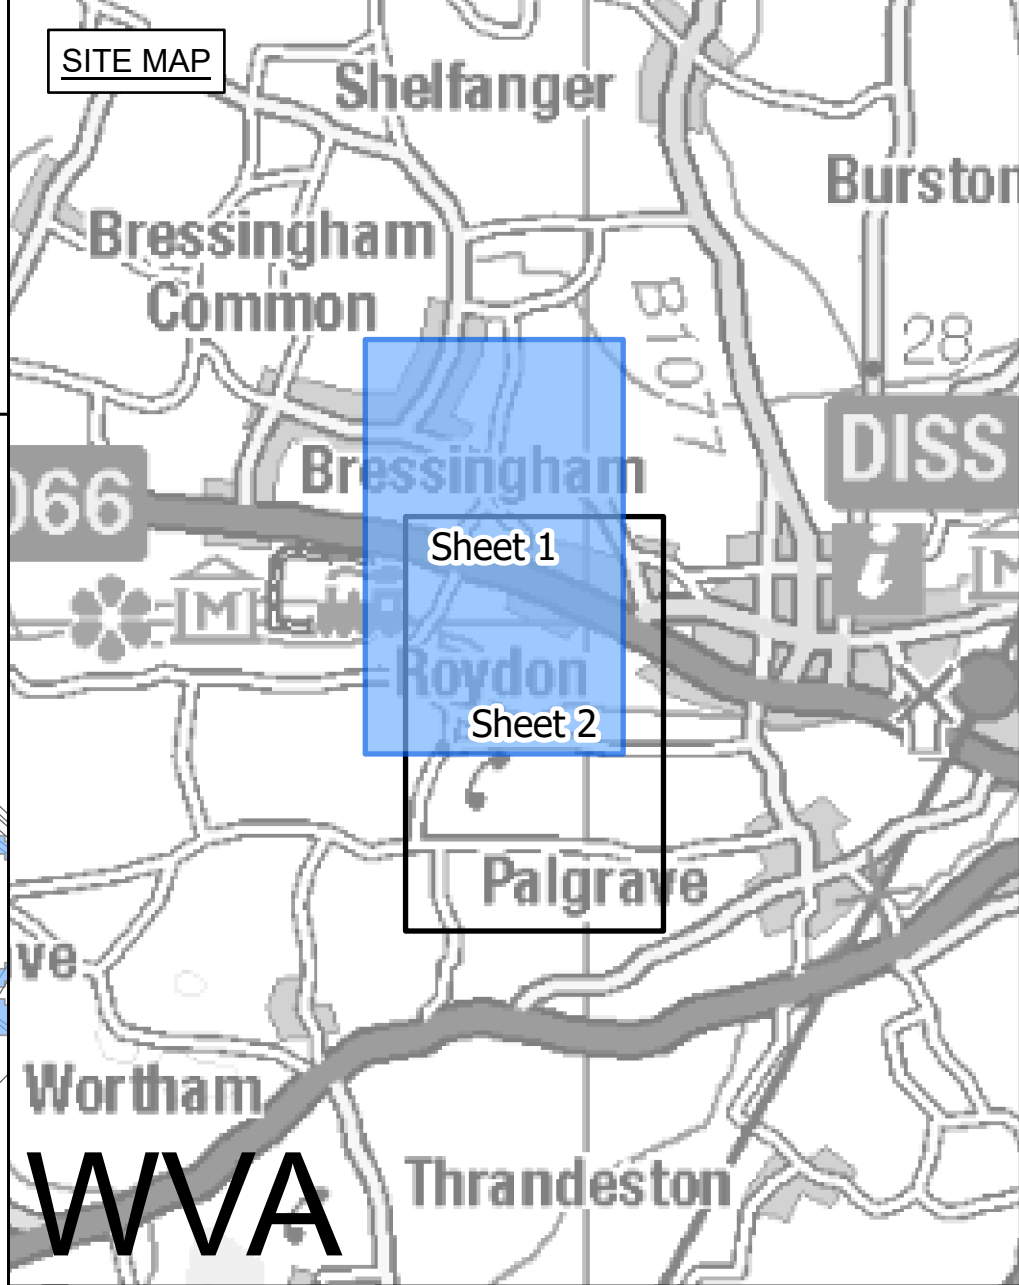 SITE MAP
Shelfanger
Burston
Bressingham
Common
B1077
28
DISS
Bressingham
066
Sheet 1
i
M
M
Roydon
Sheet 2
Palgrave
ve
Wortham
Thrandeston
WVA